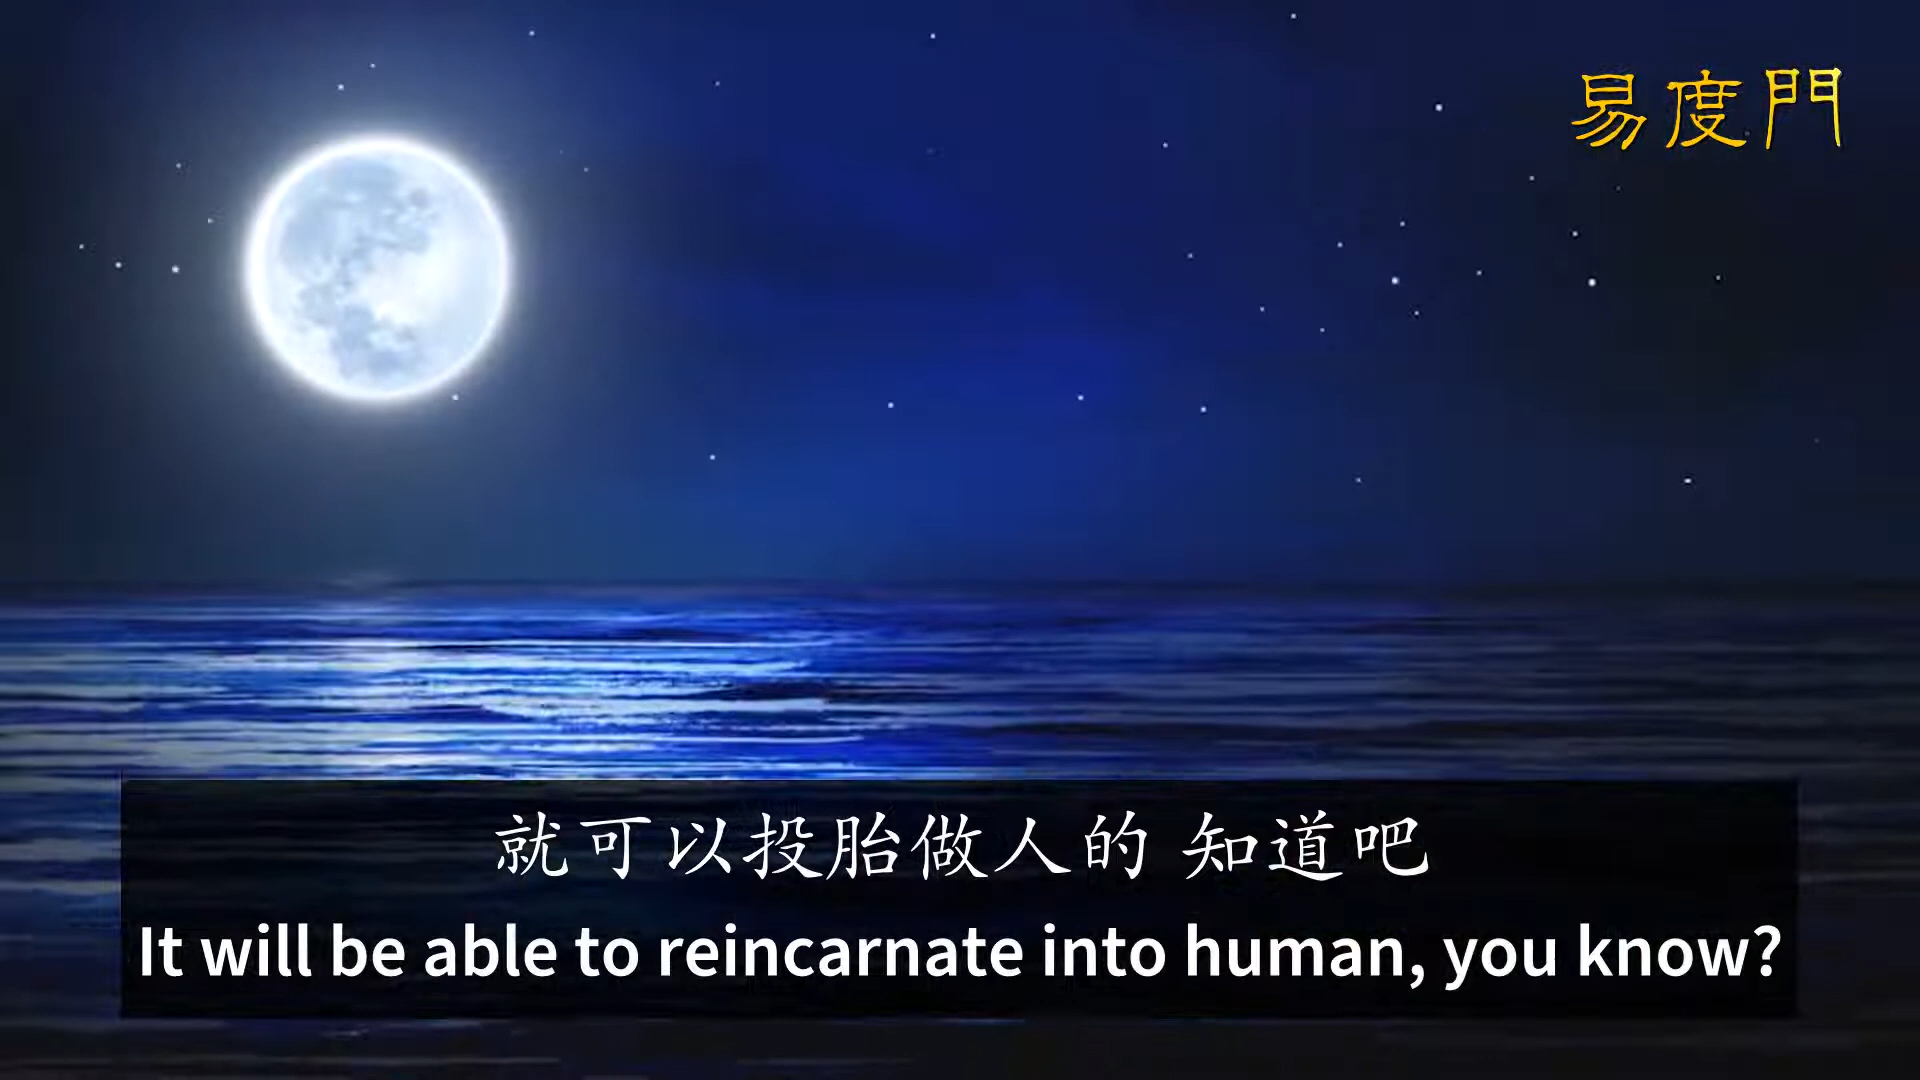 易度門
就可以投胎做人的 知道吧
It will be able to reincarnate into human, you know?